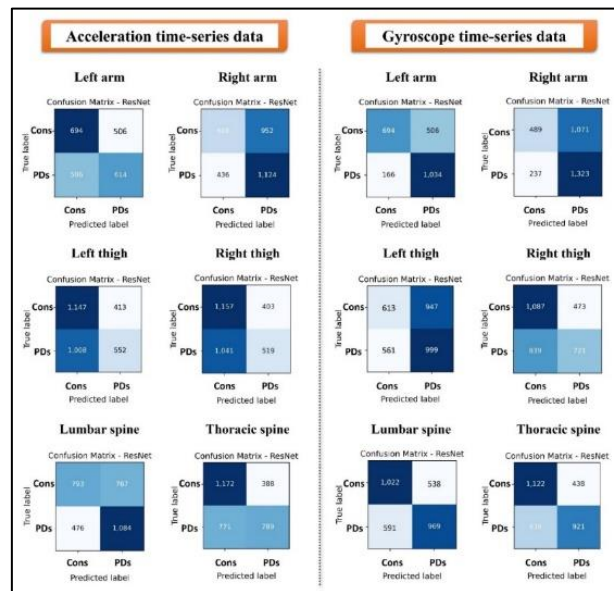 Acceleration time-series data
Gyroscope time-series data
Left arm
Right arm
Left arm
Right arm
Confusion Matrix - ResNet
Confusion Matrix - ResNet
Confusion Matrix - ResNet
Confusion Matrix - ResNet
True label
Cons 694 506
PDs 614
Cons PDs
Predicted label
True label
Cons 952
PDs 436 1,124
Cons PDs
Predicted label
True label
Cons 694 506
PDs 166 1,034
Cons PDs
Predicted label
True label
Cons 489 1,071
PDs 237 1,323
Cons PDs
Predicted label
Left thigh
Right thigh
Left thigh
Right thigh
Confusion Matrix - ResNet
Confusion Matrix - ResNet
Confusion Matrix - ResNet
Confusion Matrix - ResNet
True label
Cons 1,147 413
PDs 1,008 552
Cons PDs
Predicted label
True label
Cons 1,157 403
PDs 1,041 519
Cons PDs
Predicted label
True label
Cons 613 947
PDs 561 999
Cons PDs
Predicted label
True label
Cons 1,087 473
PDs 839 721
Cons PDs
Predicted label
Lumbar spine
Thoracic spine
Lumbar spine
Thoracic spine
Confusion Matrix - ResNet
Confusion Matrix - ResNet
Confusion Matrix - ResNet
Confusion Matrix - ResNet
True label
Cons 793 767
PDs 476 1,084
Cons PDs
Predicted label
True label
Cons 1,172 388
PDs 771 789
Cons PDs
Predicted label
True label
Cons 1,022 538
PDs 591 969
Cons PDs
Predicted label
True label
Cons 1,122 438
PDs 921
Cons PDs
Predicted label